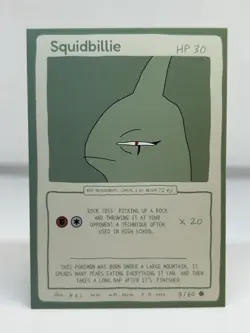 Squidbillie
HP 30
ROCK TOSS: PICKING UP A ROCK
AND THROWING IT AT YOUR
OPPONENT A TECHNIQUE OFTEN
USED IN HIGH SCHOOL.
X 20
THIS POKEMON WAS BORN UNDER A LARGE MOUNTAIN. IT
SPENDS MANY YEARS EATING EVERYTHING IT CAN. AND THEN
TAKES A LONG NAP AFTER IT'S FINISHED